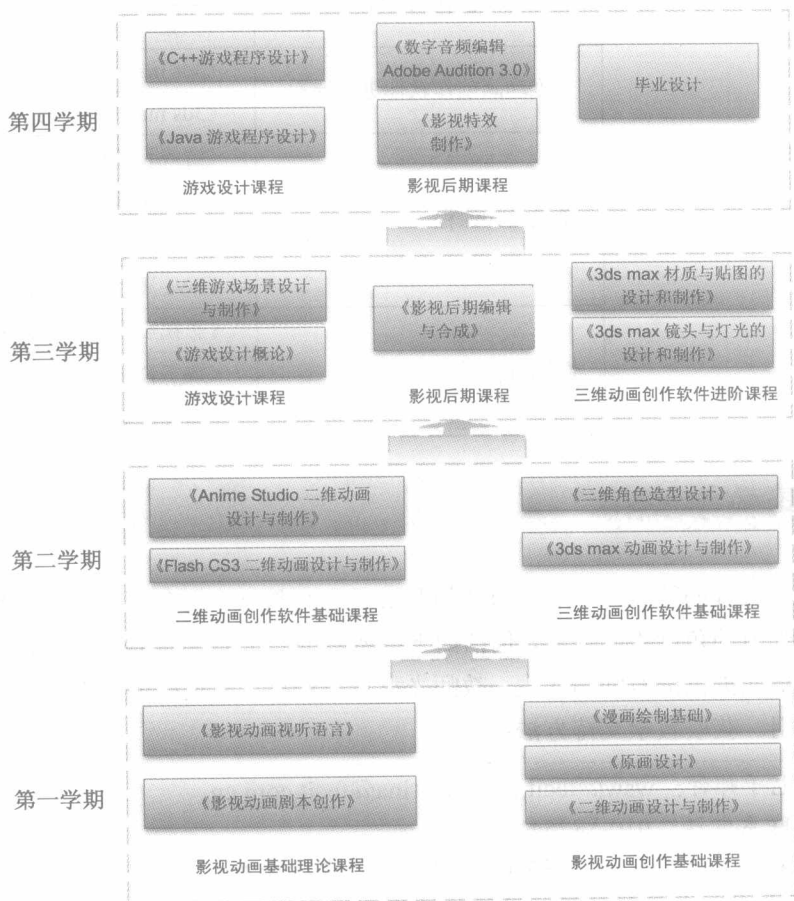 第四学期
《C++游戏程序设计》
《Java 游戏程序设计》
游戏设计课程
《数字音频编辑
Adobe Audition 3.0》
《影视特效
制作》
影视后期课程
毕业设计
第三学期
《三维游戏场景设计
与制作》
《游戏设计概论》
游戏设计课程
《影视后期编辑
与合成》
影视后期课程
《3ds max 材质与贴图的
设计和制作》
《3ds max 镜头与灯光的
设计和制作》
三维动画创作软件进阶课程
第二学期
《Anime Studio 二维动画
设计与制作》
《Flash CS3 二维动画设计与制作》
二维动画创作软件基础课程
《三维角色造型设计》
《3ds max 动画设计与制作》
三维动画创作软件基础课程
第一学期
《影视动画视听语言》
《影视动画剧本创作》
影视动画基础理论课程
《漫画绘制基础》
《原画设计》
《二维动画设计与制作》
影视动画创作基础课程